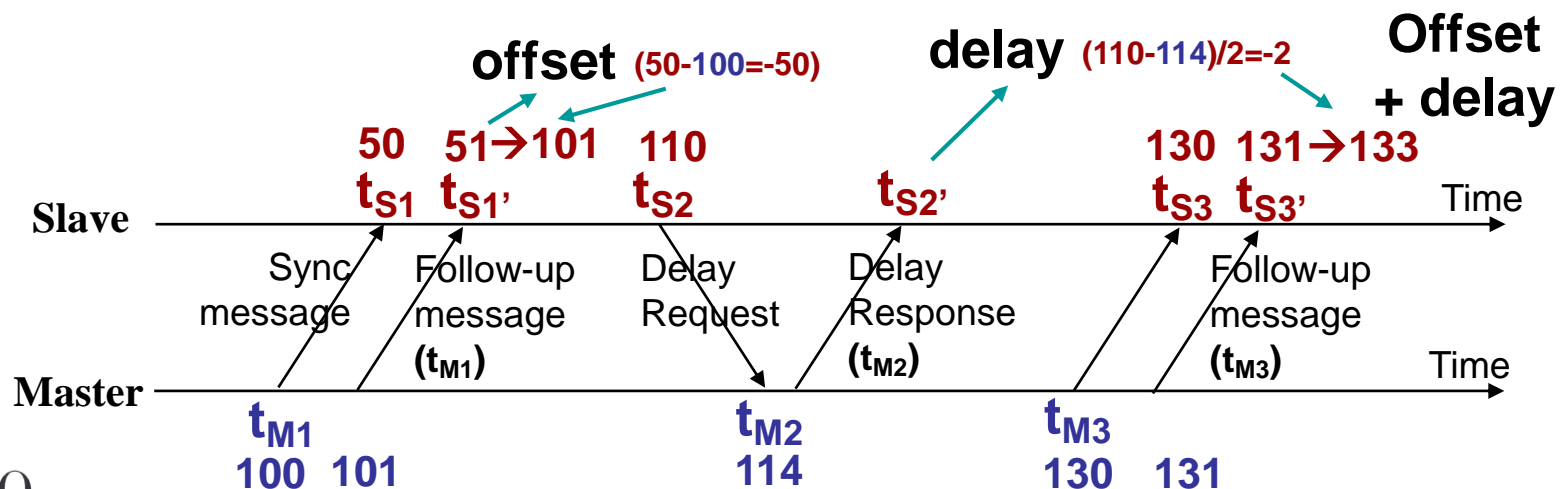 offset (50-100=-50)
delay (110-114)/2=-2
Offset
+ delay
50 51→101 110 130 131→133
tS1 tS1' tS2 tS2' tS3 tS3' Time
Slave
Sync
message
Follow-up
message
(tM1)
Delay
Request
Delay
Response
(tM2)
Follow-up
message
(tM3)
Time
Master
tM1 tM2 tM3
100 101 114 130 131